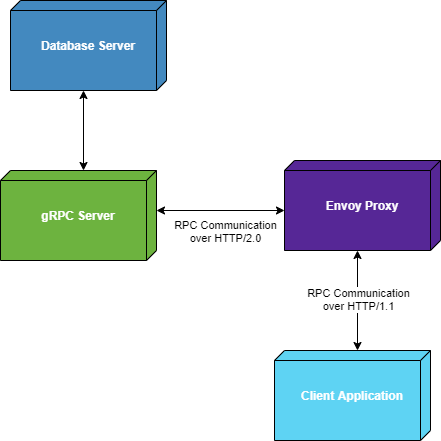 Database Server
gRPC Server
Envoy Proxy
RPC Communication
over HTTP/2.0
RPC Communication
over HTTP/1.1
Client Application